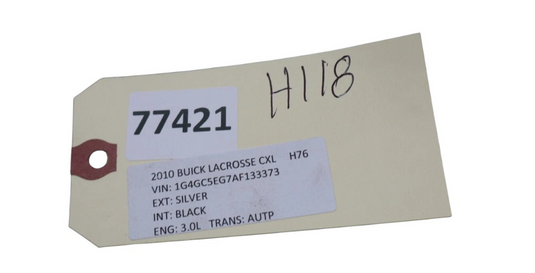 H118
77421
2010 BUICK LACROSSE CXL H76
VIN: 1G4GC5EG7AF133373
EXT: SILVER
INT: BLACK
ENG: 3.0L TRANS: AUTP